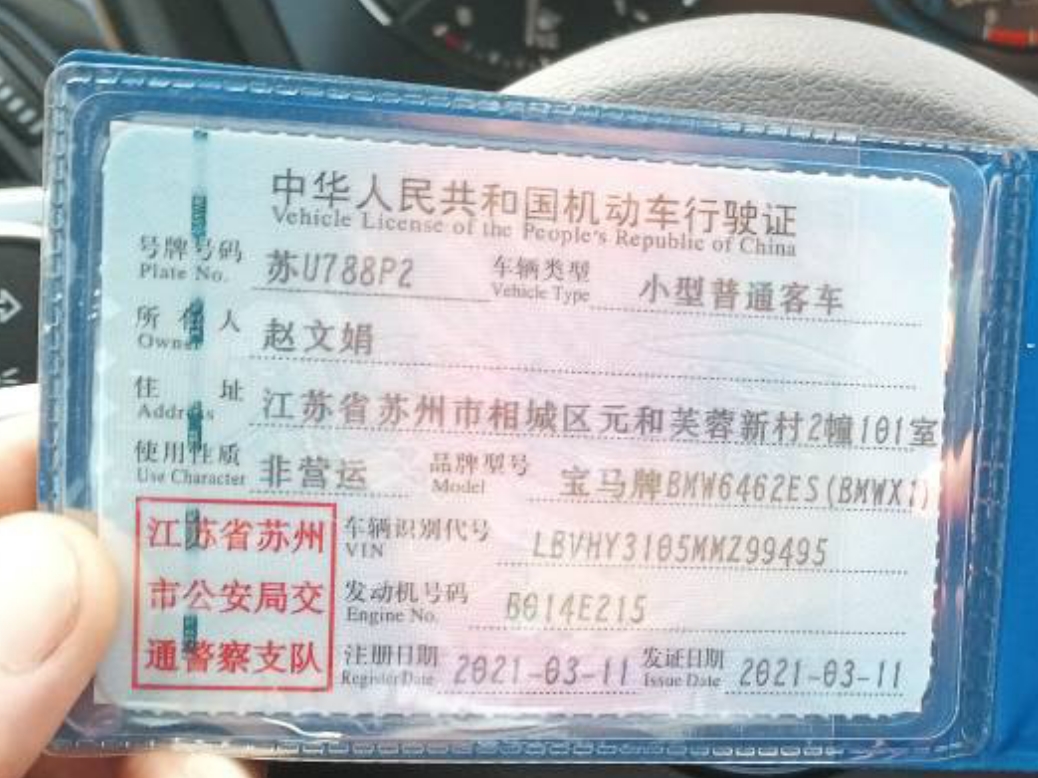 中华人民共和国机动车行驶证
Vehicle License of the People's Republic of China
号牌号码 苏U788P2 车辆类型 小型普通客车
Plate No. Vehicle Type
所有人 赵文娟
Owner
住址 江苏省苏州市相城区元和芙蓉新村2幢101室
Address
使用性质 非营运 品牌型号 宝马牌BMW6462ES(BMWX1)
Use Character Model
江苏省苏州
市公安局交
通警察支队
车辆识别代号 LBVHY3105MMZ99495
VIN
发动机号码 B014E215
Engine No.
注册日期 2021-03-11 发证日期 2021-03-11
Register Date Issue Date